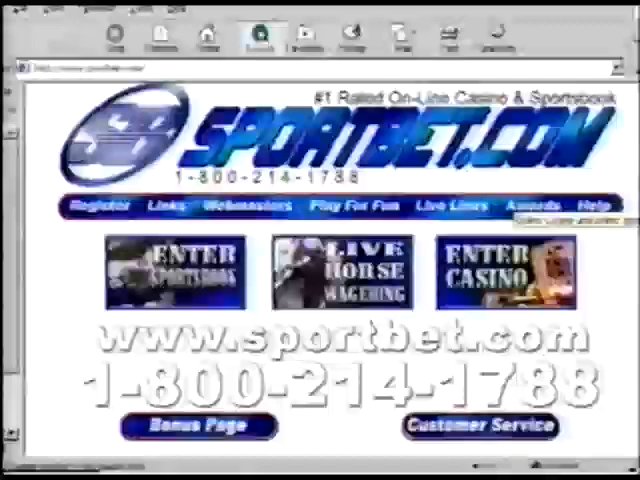 #1 Rated On-Line Casino & Sportsbook
SPORTBET.COM
1-800-214-1788
Register Links Webmasters Play For Fun Live Lines Awards Help
ENTER SPORTSBOOK
LIVE HORSE WAGERING
ENTER CASINO
www.sportbet.com
1-800-214-1788
Bonus Page Customer Service